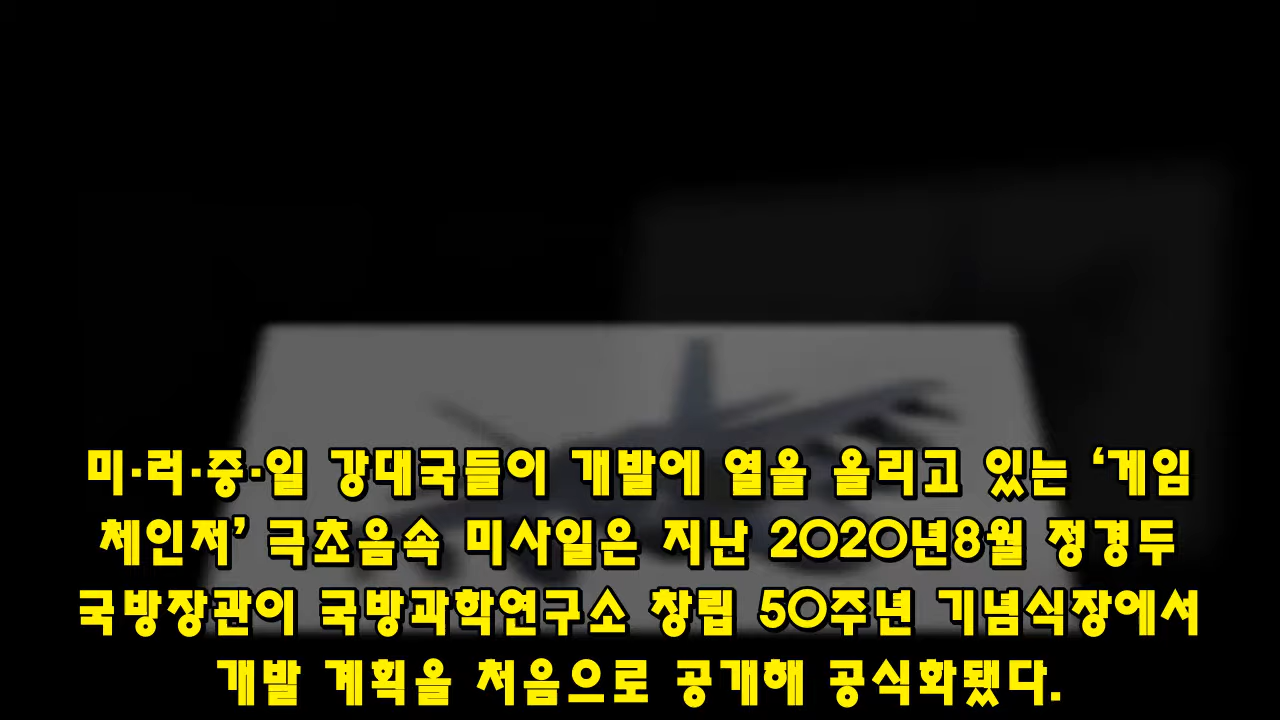 미·러·중·일 강대국들이 개발에 열을 올리고 있는 ‘게임
체인저’ 극초음속 미사일은 지난 2020년8월 정경두
국방장관이 국방과학연구소 창립 50주년 기념식장에서
개발 계획을 처음으로 공개해 공식화됐다.